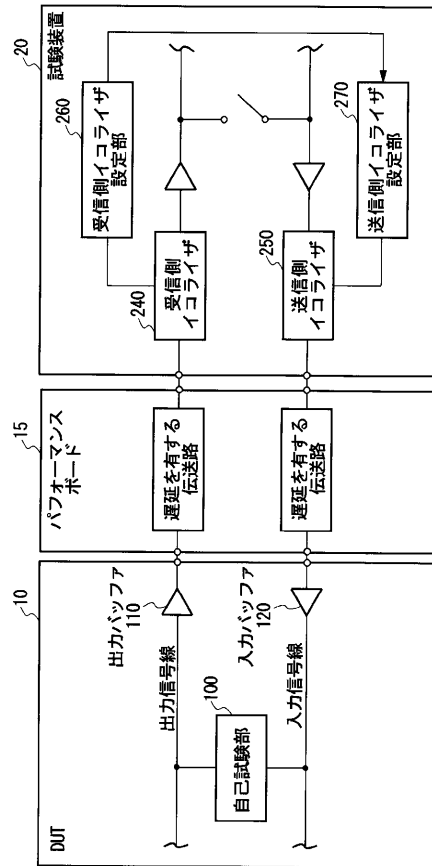 10
DUT
出力バッファ
110
出力信号線
100
自己試験部
入力バッファ
120
入力信号線
15
パフォーマンス
ボード
遅延を有する
伝送路
遅延を有する
伝送路
20
試験装置
260
受信側イコライザ
設定部
240
受信側
イコライザ
250
送信側
イコライザ
270
送信側イコライザ
設定部